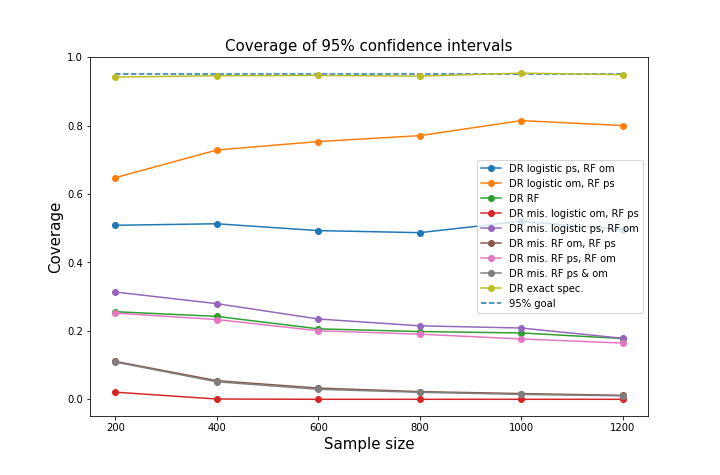 Coverage of 95% confidence intervals
1.0
0.8
0.6
0.4
0.2
0.0
Coverage
DR logistic ps, RF om
DR logistic om, RF ps
DR RF
DR mis. logistic om, RF ps
DR mis. logistic ps, RF om
DR mis. RF om, RF ps
DR mis. RF ps, RF om
DR mis. RF ps & om
DR exact spec.
95% goal
200 400 600 800 1000 1200
Sample size